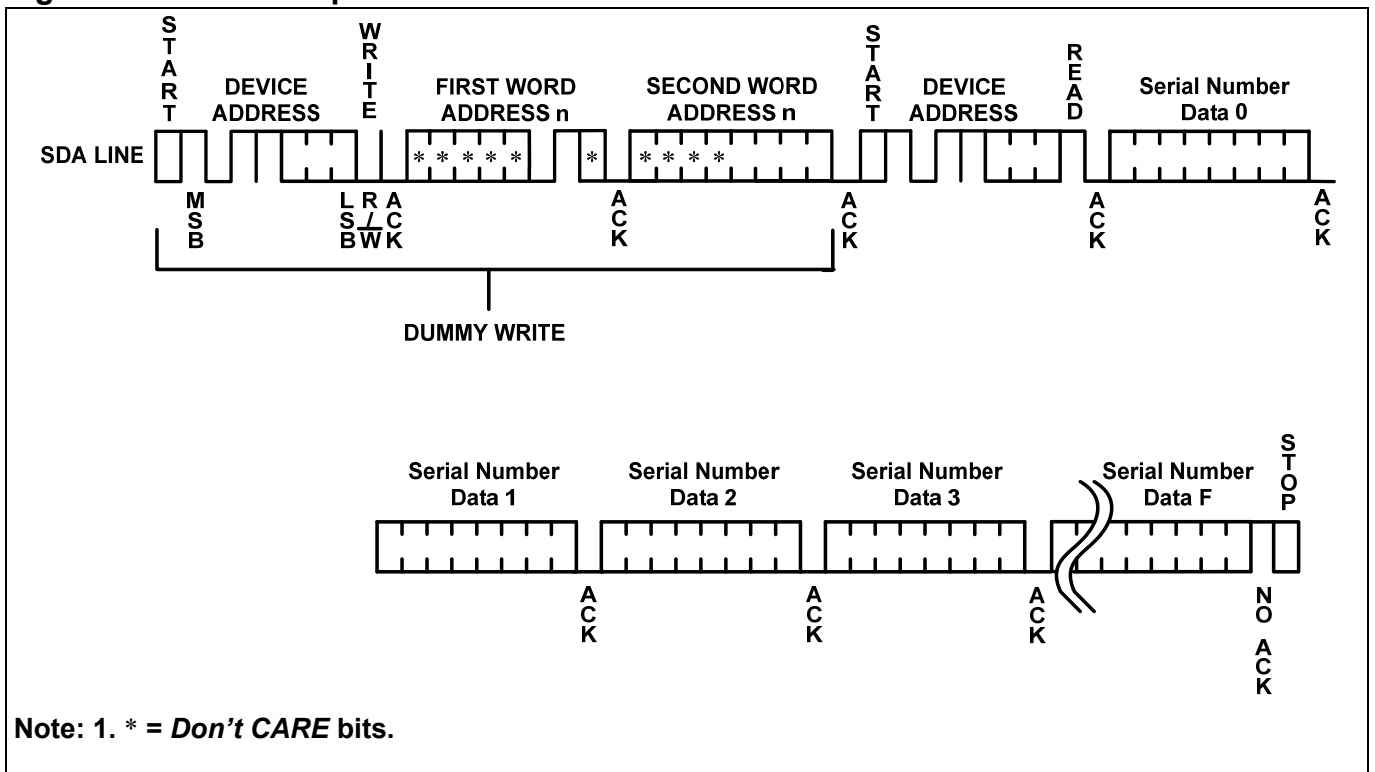 START
WRITE
START
READ
DEVICE
ADDRESS
FIRST WORD
ADDRESS n
SECOND WORD
ADDRESS n
DEVICE
ADDRESS
Serial Number
Data 0
SDA LINE
* * * * *
*
* * * *
MSB
LSB
R/W
ACK
ACK
ACK
ACK
ACK
DUMMY WRITE
STOP
Serial Number
Data 1
Serial Number
Data 2
Serial Number
Data 3
Serial Number
Data F
ACK
ACK
ACK
NO ACK
Note: 1. * = Don't CARE bits.